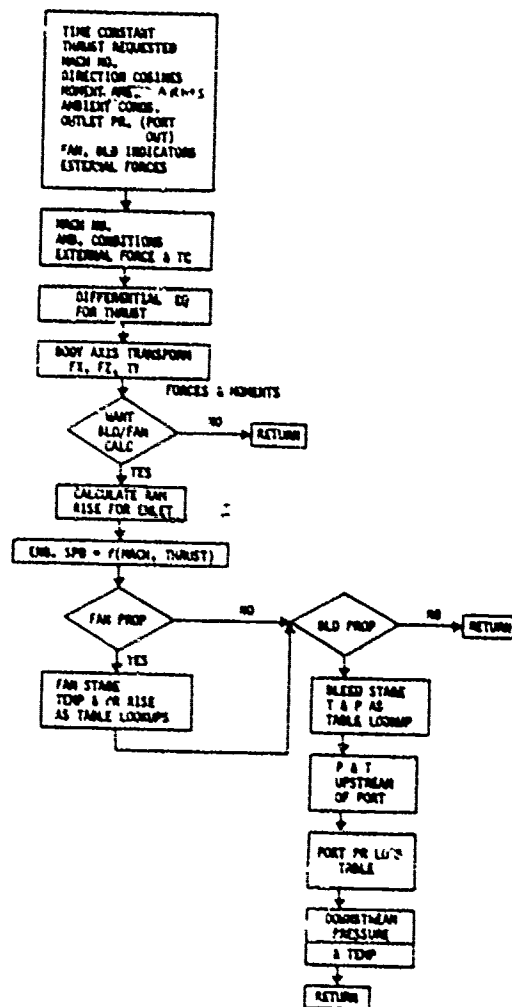 TIME CONSTANT
THRUST REQUESTED
MACH NO.
DIRECTION COSINES
MOMENT ARMS
AMBIENT CONDS.
OUTLET PR. (PORT
OUT)
FAN, BLD INDICATORS
EXTERNAL FORCES
MACH NO.
AMB. CONDITIONS
EXTERNAL FORCE & TC
DIFFERENTIAL EQ
FOR THRUST
BODY AXIS TRANSFORM
FX, FZ, TY
FORCES & MOMENTS
WANT
BLD/FAN
CALC
NO
RETURN
YES
CALCULATE RAM
RISE FOR INLET
ENG. SPD = f(MACH, THRUST)
FAN PROP
NO
BLD PROP
NO
RETURN
YES
FAN STAGE
TEMP & PR RISE
AS TABLE LOOKUPS
BLEED STAGE
T & P AS
TABLE LOOKUP
P & T
UPSTREAM
OF PORT
PORT PR LOSS
TABLE
DOWNSTREAM
PRESSURE
& TEMP
RETURN